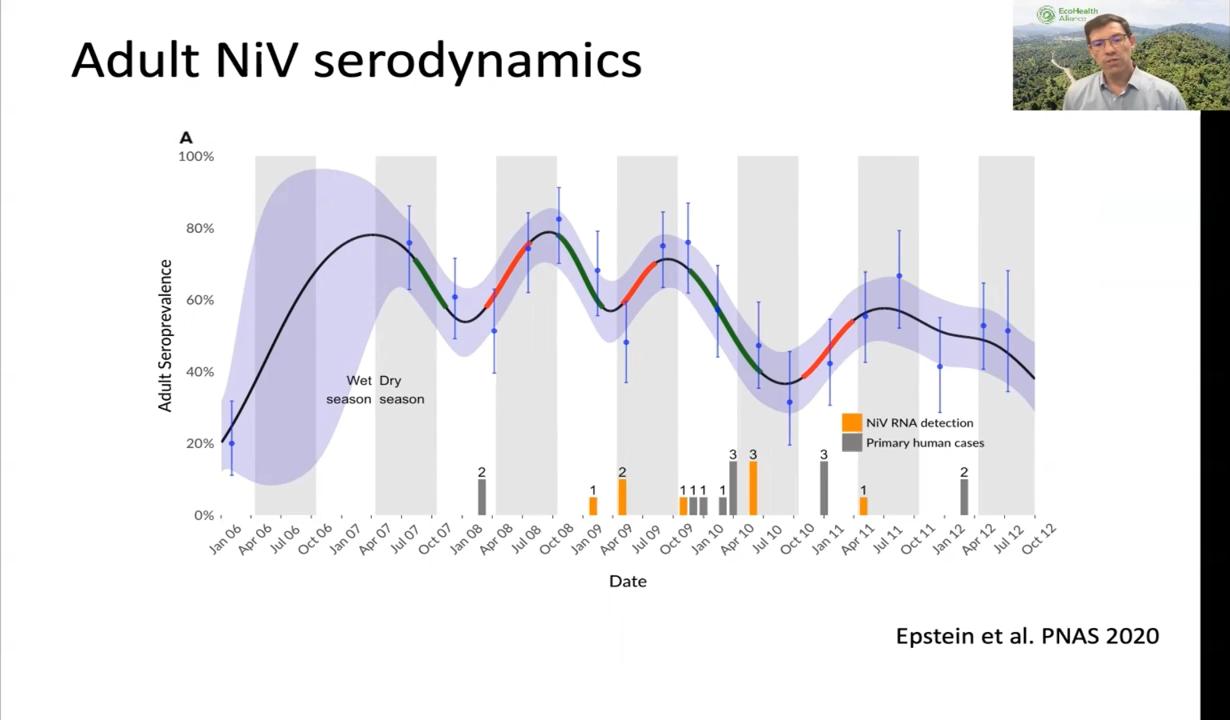 Adult NiV serodynamics
EcoHealth
Alliance
A
100%
80%
60%
40%
20%
0%
Adult Seroprevalence
Wet Dry
season season
NiV RNA detection
Primary human cases
2
1
2
1
1
1
1
3
3
3
1
2
Jan 06
Apr 06
Jul 06
Oct 06
Jan 07
Apr 07
Jul 07
Oct 07
Jan 08
Apr 08
Jul 08
Oct 08
Jan 09
Apr 09
Jul 09
Oct 09
Jan 10
Apr 10
Jul 10
Oct 10
Jan 11
Apr 11
Jul 11
Oct 11
Jan 12
Apr 12
Jul 12
Oct 12
Date
Epstein et al. PNAS 2020